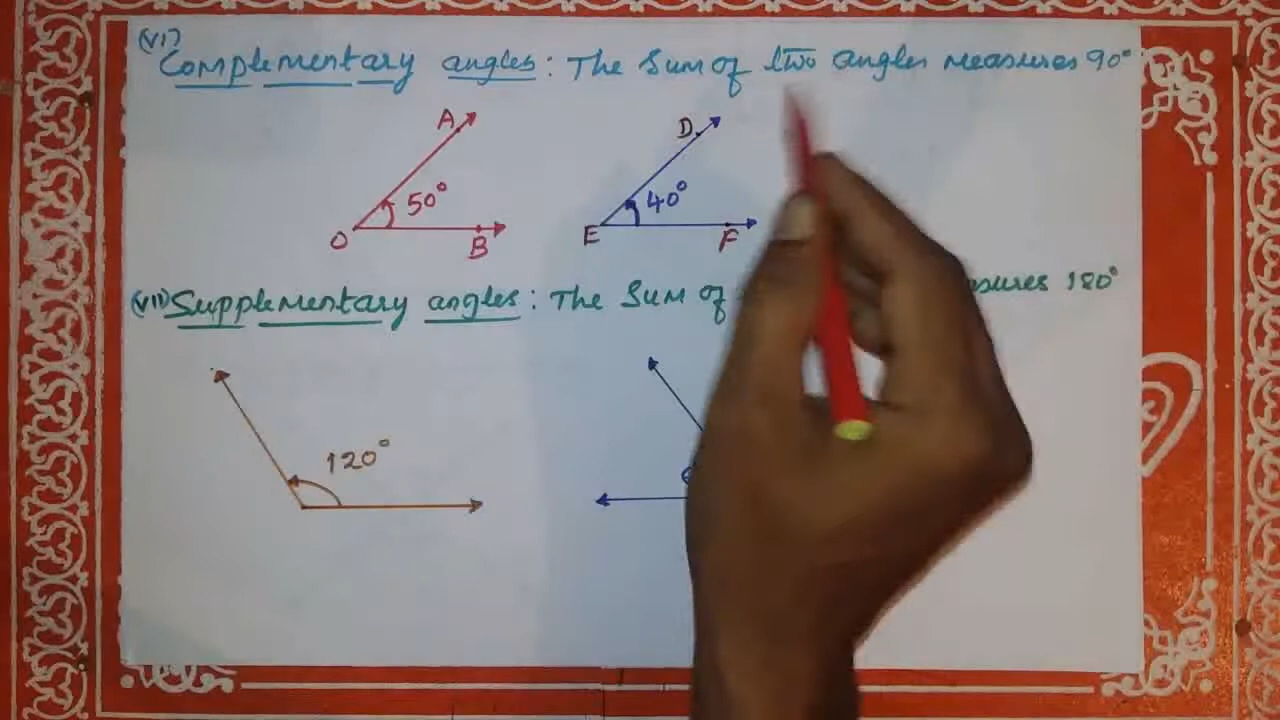 (VI)
Complementary angles: The Sum of two angles measures 90°
A
D
50°
40°
O
B
E
F
(VII) Supplementary angles: The Sum of 180°
120°